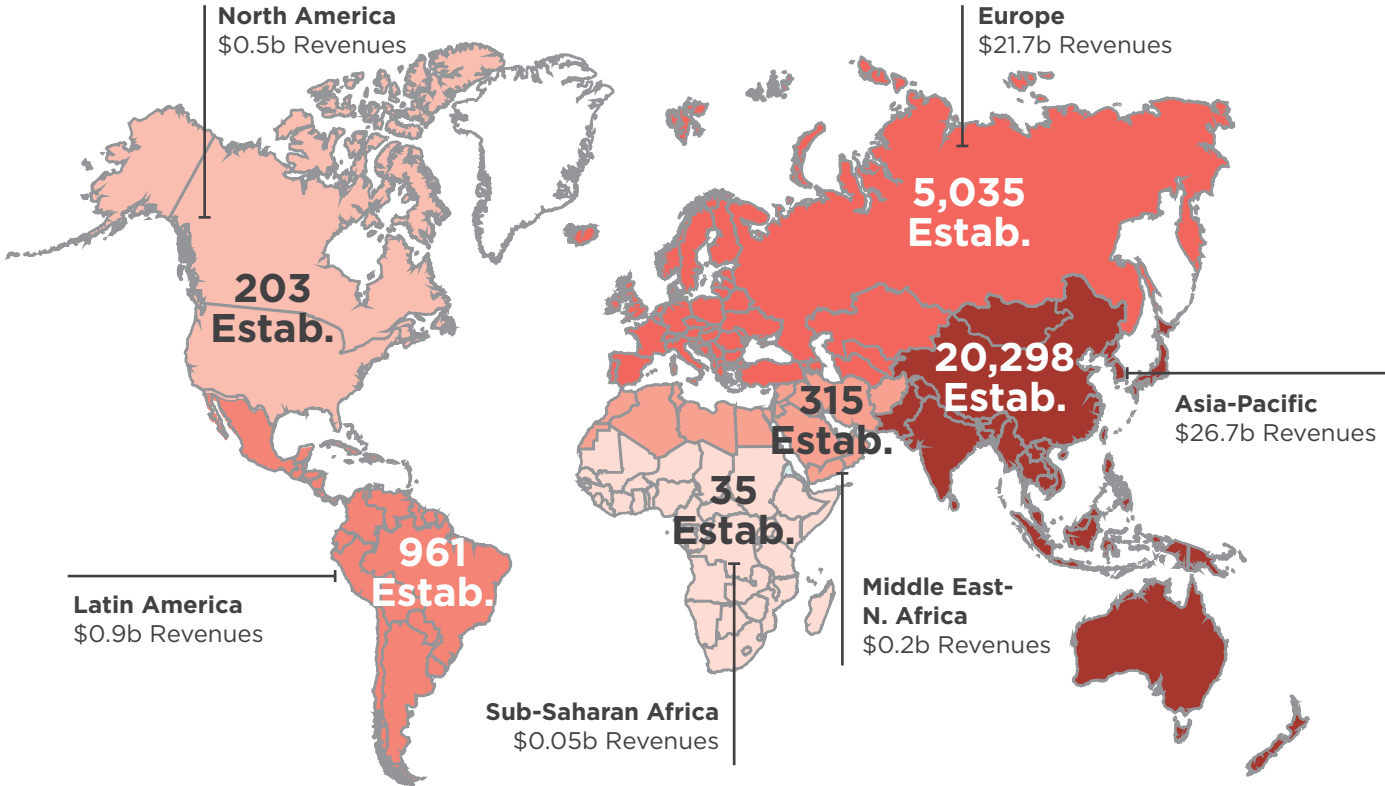 North America
$0.5b Revenues
Europe
$21.7b Revenues
5,035
Estab.
203
Estab.
20,298
Estab.
315
Estab.
Asia-Pacific
$26.7b Revenues
35
Estab.
961
Estab.
Latin America
$0.9b Revenues
Middle East-
N. Africa
$0.2b Revenues
Sub-Saharan Africa
$0.05b Revenues